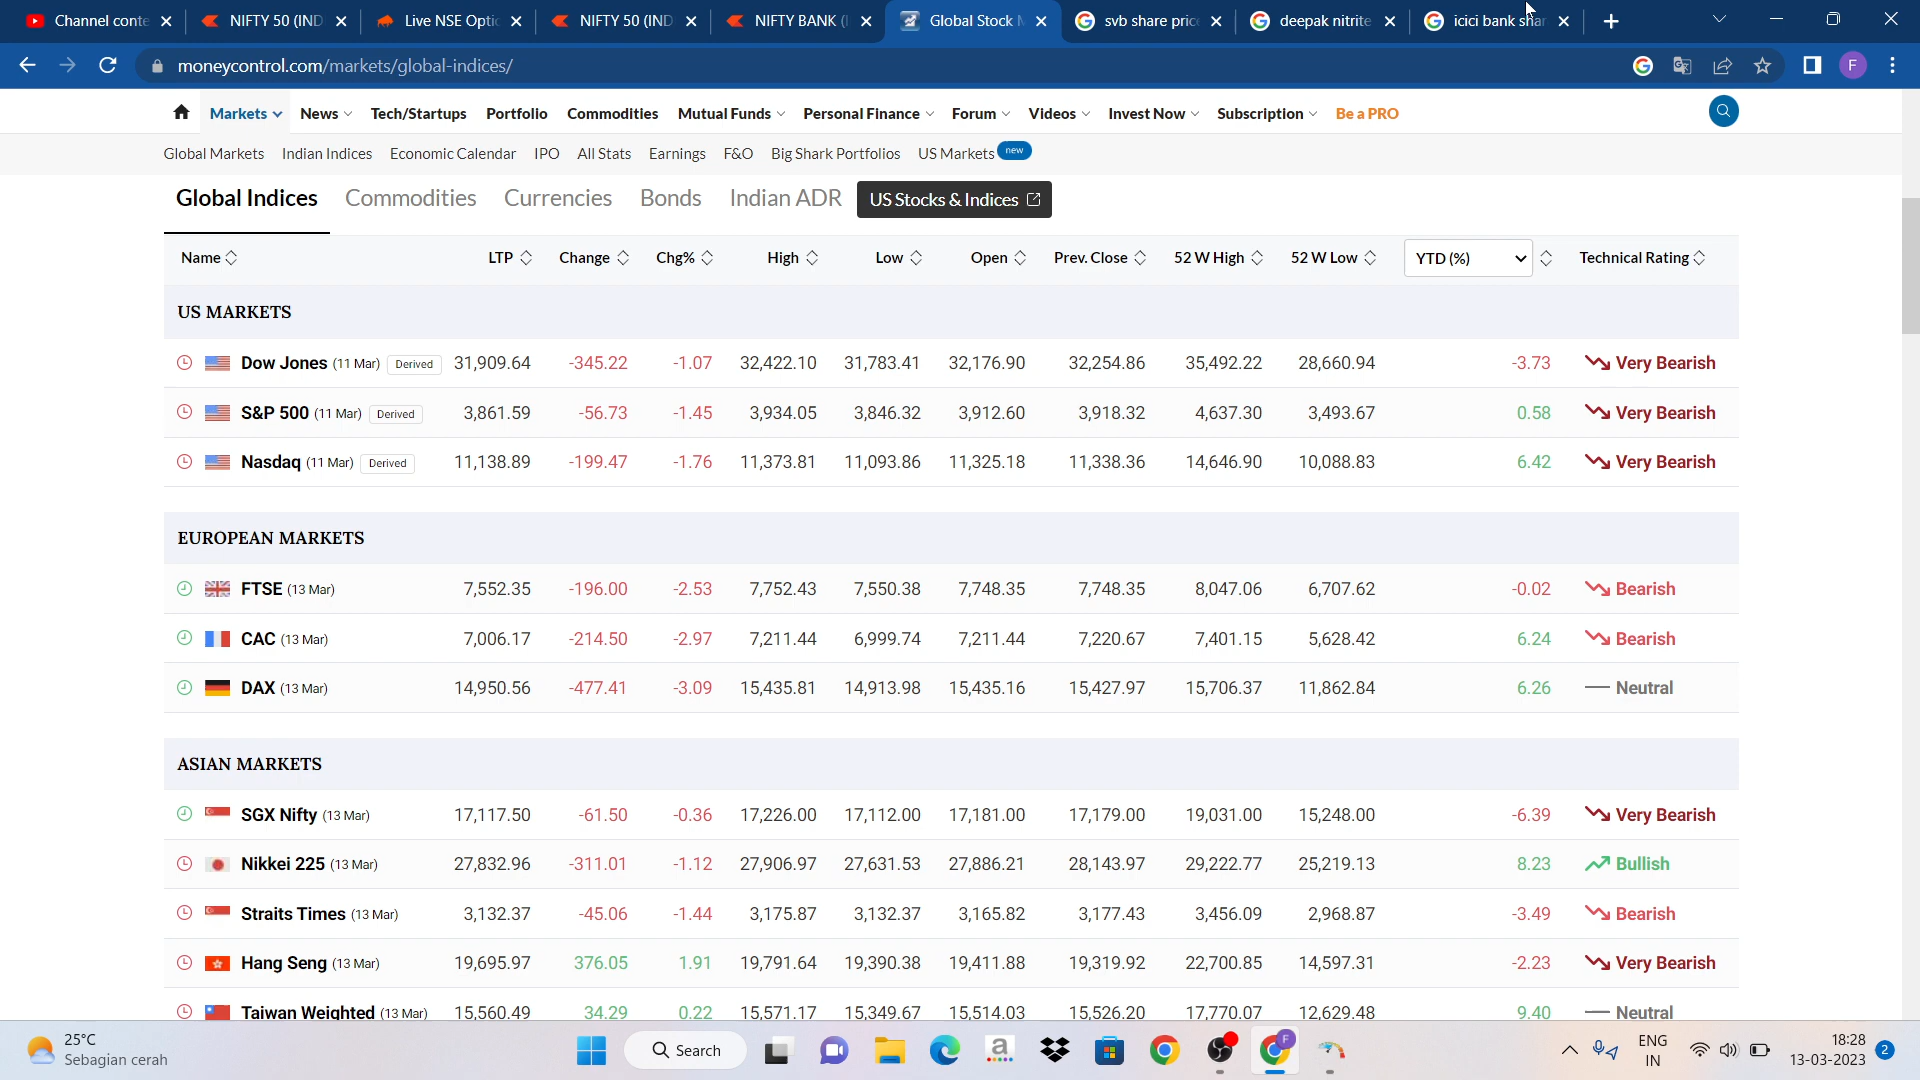 Channel conte NIFTY 50 (IND Live NSE Optic NIFTY 50 (IND NIFTY BANK ( Global Stock M svb share pric deepak nitrite icici bank shar
moneycontrol.com/markets/global-indices/ F
Markets News Tech/Startups Portfolio Commodities Mutual Funds Personal Finance Forum Videos Invest Now Subscription Be a PRO
Global Markets Indian Indices Economic Calendar IPO All Stats Earnings F&O Big Shark Portfolios US Markets new
Global Indices Commodities Currencies Bonds Indian ADR US Stocks & Indices
Name LTP Change Chg% High Low Open Prev. Close 52 W High 52 W Low YTD (%) Technical Rating
US MARKETS
Dow Jones (11 Mar) Derived 31,909.64 -345.22 -1.07 32,422.10 31,783.41 32,176.90 32,254.86 35,492.22 28,660.94 -3.73 Very Bearish
S&P 500 (11 Mar) Derived 3,861.59 -56.73 -1.45 3,934.05 3,846.32 3,912.60 3,918.32 4,637.30 3,493.67 0.58 Very Bearish
Nasdaq (11 Mar) Derived 11,138.89 -199.47 -1.76 11,373.81 11,093.86 11,325.18 11,338.36 14,646.90 10,088.83 6.42 Very Bearish
EUROPEAN MARKETS
FTSE (13 Mar) 7,552.35 -196.00 -2.53 7,752.43 7,550.38 7,748.35 7,748.35 8,047.06 6,707.62 -0.02 Bearish
CAC (13 Mar) 7,006.17 -214.50 -2.97 7,211.44 6,999.74 7,211.44 7,220.67 7,401.15 5,628.42 6.24 Bearish
DAX (13 Mar) 14,950.56 -477.41 -3.09 15,435.81 14,913.98 15,435.16 15,427.97 15,706.37 11,862.84 6.26 Neutral
ASIAN MARKETS
SGX Nifty (13 Mar) 17,117.50 -61.50 -0.36 17,226.00 17,112.00 17,181.00 17,179.00 19,031.00 15,248.00 -6.39 Very Bearish
Nikkei 225 (13 Mar) 27,832.96 -311.01 -1.12 27,906.97 27,631.53 27,886.21 28,143.97 29,222.77 25,219.13 8.23 Bullish
Straits Times (13 Mar) 3,132.37 -45.06 -1.44 3,175.87 3,132.37 3,165.82 3,177.43 3,456.09 2,968.87 -3.49 Bearish
Hang Seng (13 Mar) 19,695.97 376.05 1.91 19,791.64 19,390.38 19,411.88 19,319.92 22,700.85 14,597.31 -2.23 Very Bearish
Taiwan Weighted (13 Mar) 15,560.49 34.29 0.22 15,571.17 15,349.67 15,514.03 15,526.20 17,770.07 12,629.48 9.40 Neutral
25°C
Sebagian cerah
Search
ENG
IN
18:28
13-03-2023
2